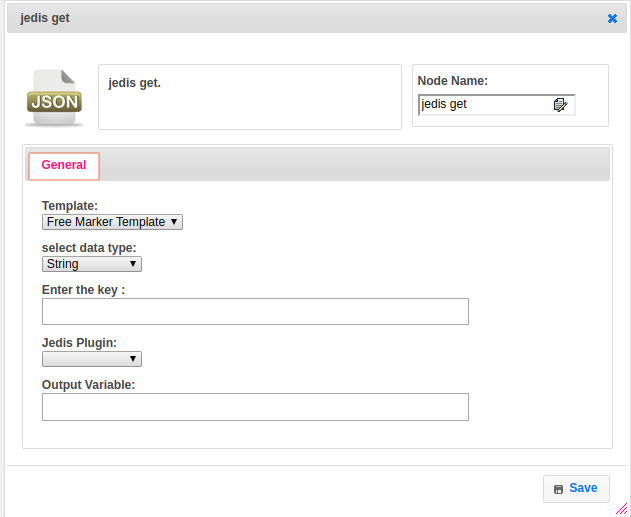 jedis get
JSON
jedis get.
Node Name:
jedis get
General
Template:
Free Marker Template
select data type:
String
Enter the key :
Jedis Plugin:
Output Variable:
Save